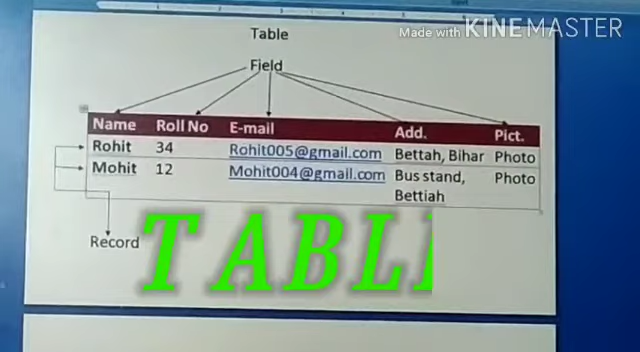 Made with KINEMASTER
Table
Field
Name Roll No E-mail Add. Pict.
Rohit 34 Rohit005@gmail.com Bettah, Bihar Photo
Mohit 12 Mohit004@gmail.com Bus stand, Photo
Bettiah
Record
TABL